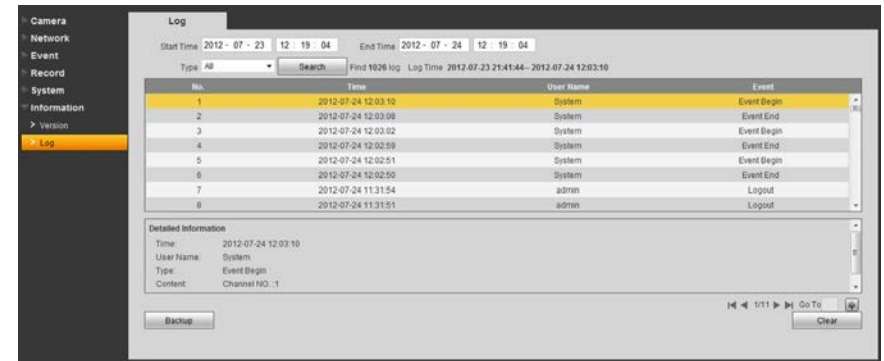 Camera
Network
Event
Record
System
Information
> Version
> Log
Log
Start Time 2012 - 07 - 23 12 : 19 : 04 End Time 2012 - 07 - 24 12 : 19 : 04
Type All Search Find 1026 log Log Time 2012-07-23 21:41:44-- 2012-07-24 12:03:10
No. Time User Name Event
1 2012-07-24 12:03:10 System Event Begin
2 2012-07-24 12:03:08 System Event End
3 2012-07-24 12:03:02 System Event Begin
4 2012-07-24 12:02:59 System Event End
5 2012-07-24 12:02:51 System Event Begin
6 2012-07-24 12:02:50 System Event End
7 2012-07-24 11:31:54 admin Logout
8 2012-07-24 11:31:51 admin Logout
Detailed Information
Time: 2012-07-24 12:03:10
User Name: System
Type: Event Begin
Content: Channel NO. :1
1/11 Go To
Backup Clear